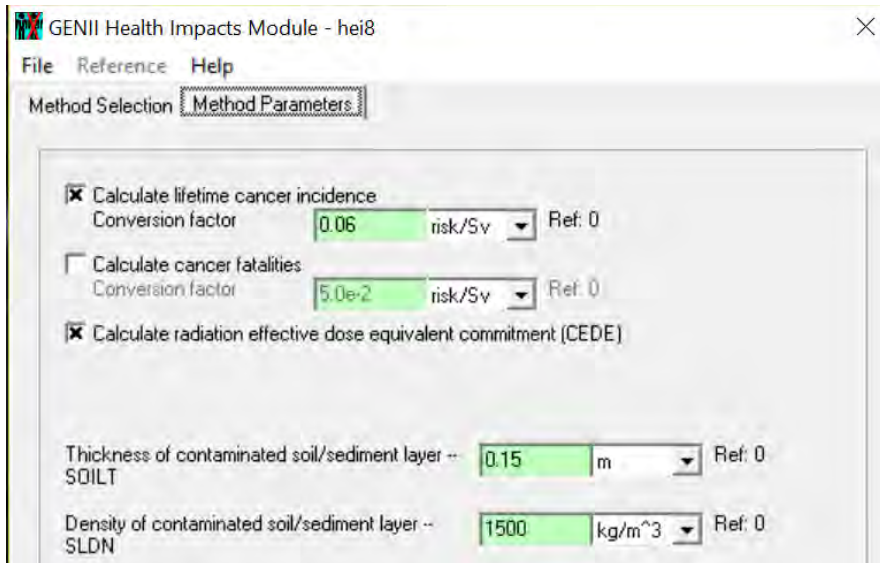 GENII Health Impacts Module - hei8
File Reference Help
Method Selection Method Parameters
Calculate lifetime cancer incidence
Conversion factor 0.06 risk/Sv Ref: 0
Calculate cancer fatalities
Conversion factor 5.0e-2 risk/Sv Ref: 0
Calculate radiation effective dose equivalent commitment (CEDE)
Thickness of contaminated soil/sediment layer -- 0.15 m Ref: 0
SOILT
Density of contaminated soil/sediment layer -- 1500 kg/m^3 Ref: 0
SLDN